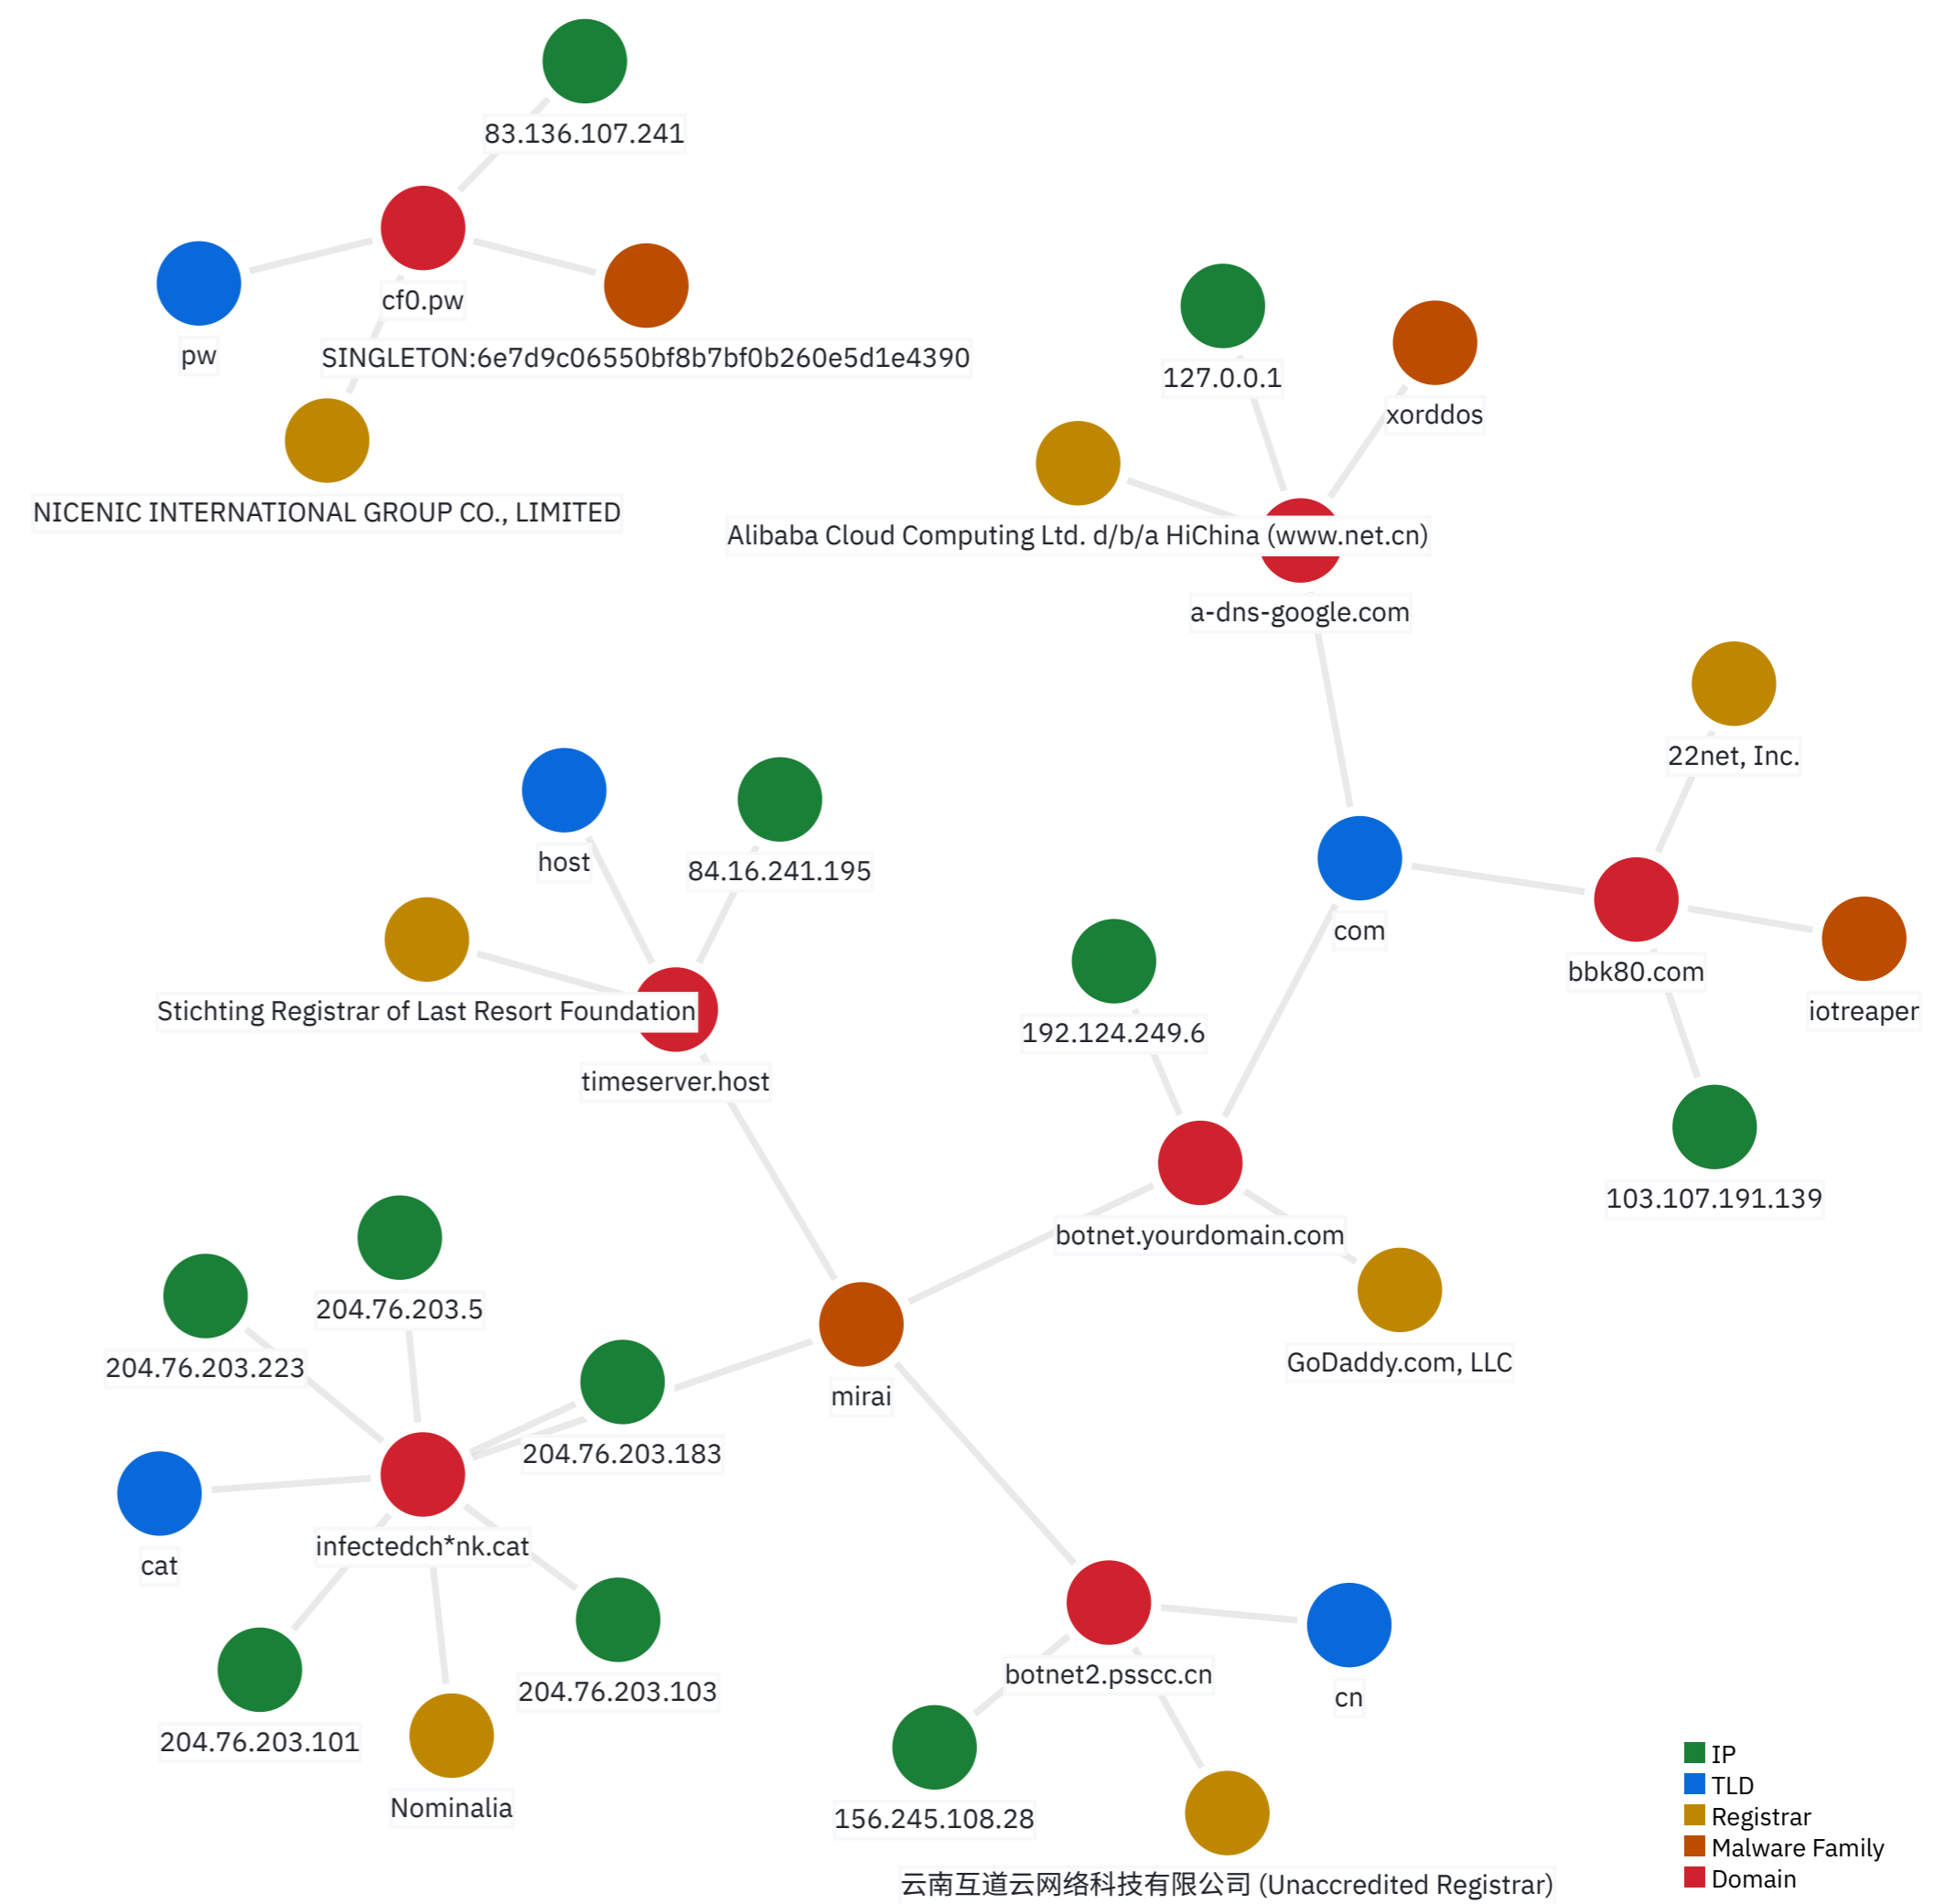 83.136.107.241
cf0.pw
pw
SINGLETON:6e7d9c06550bf8b7bf0b260e5d1e4390
NICENIC INTERNATIONAL GROUP CO., LIMITED
127.0.0.1
xorddos
Alibaba Cloud Computing Ltd. d/b/a HiChina (www.net.cn)
a-dns-google.com
22net, Inc.
host
84.16.241.195
com
bbk80.com
iotreaper
Stichting Registrar of Last Resort Foundation
192.124.249.6
timeserver.host
103.107.191.139
botnet.yourdomain.com
204.76.203.5
204.76.203.223
GoDaddy.com, LLC
mirai
204.76.203.183
infectedch*nk.cat
cat
204.76.203.103
botnet2.psscc.cn
cn
204.76.203.101
Nominalia
156.245.108.28
云南互道云网络科技有限公司 (Unaccredited Registrar)
IP
TLD
Registrar
Malware Family
Domain